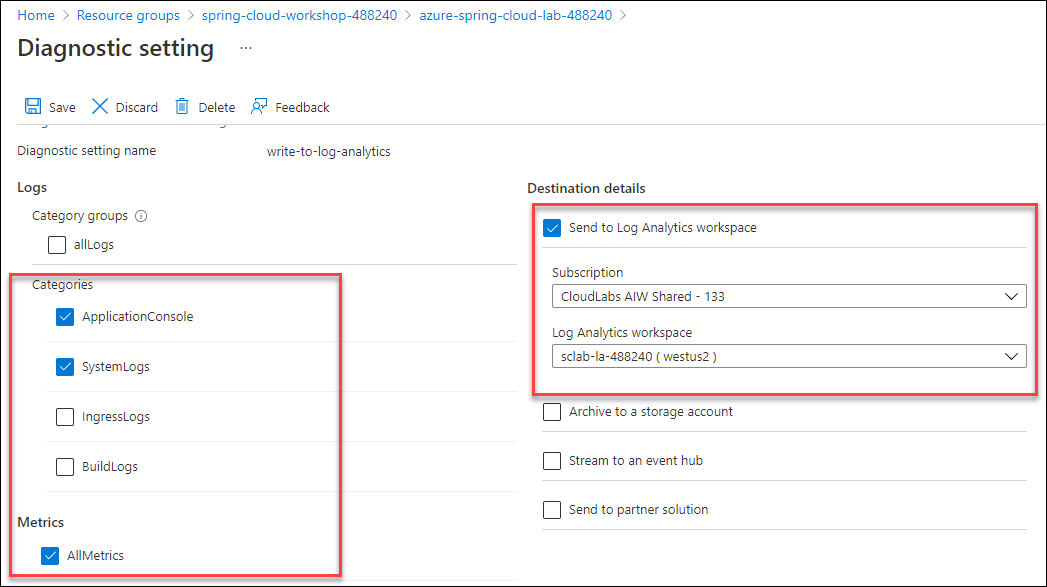 Home > Resource groups > spring-cloud-workshop-488240 > azure-spring-cloud-lab-488240 >
Diagnostic setting ...
Save Discard Delete Feedback
Diagnostic setting name write-to-log-analytics
Logs
Category groups
allLogs
Categories
ApplicationConsole
SystemLogs
IngressLogs
BuildLogs
Metrics
AllMetrics
Destination details
Send to Log Analytics workspace
Subscription
CloudLabs AIW Shared - 133
Log Analytics workspace
sclab-la-488240 ( westus2 )
Archive to a storage account
Stream to an event hub
Send to partner solution